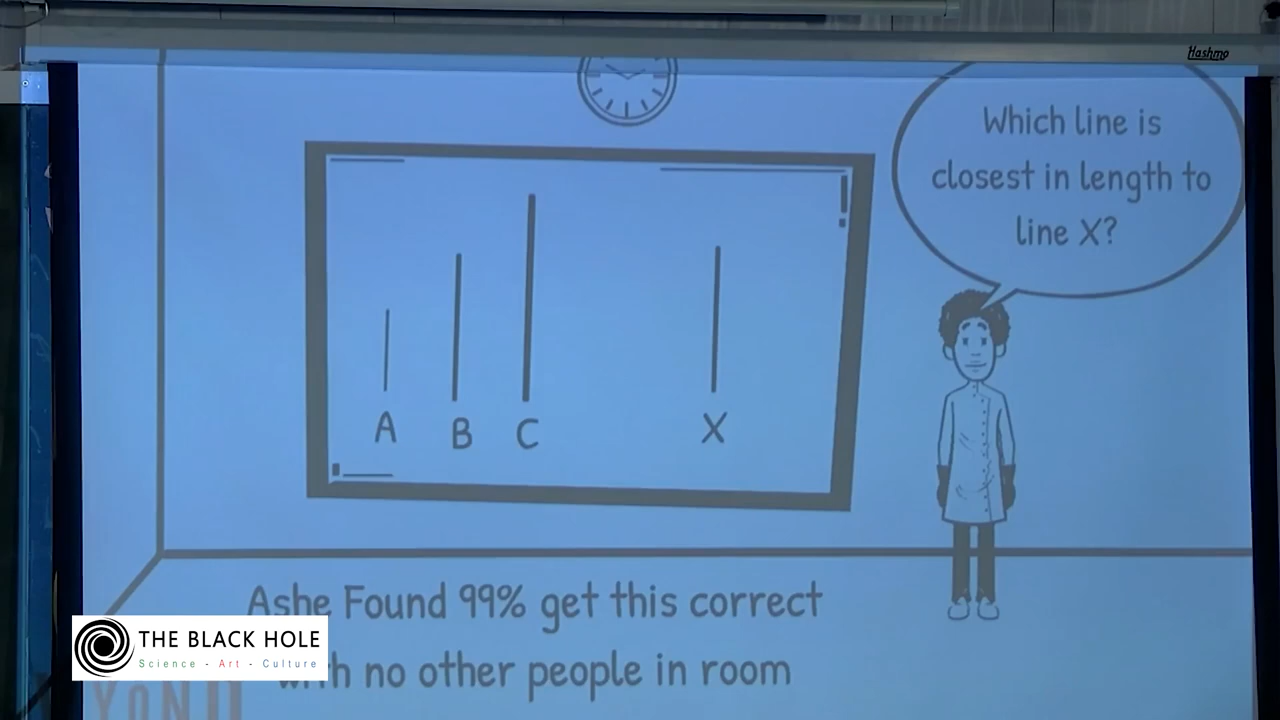 Hashmo
Which line is
closest in length to
line X?
A B C X
Ashe Found 99% get this correct
with no other people in room
THE BLACK HOLE
Science - Art - Culture